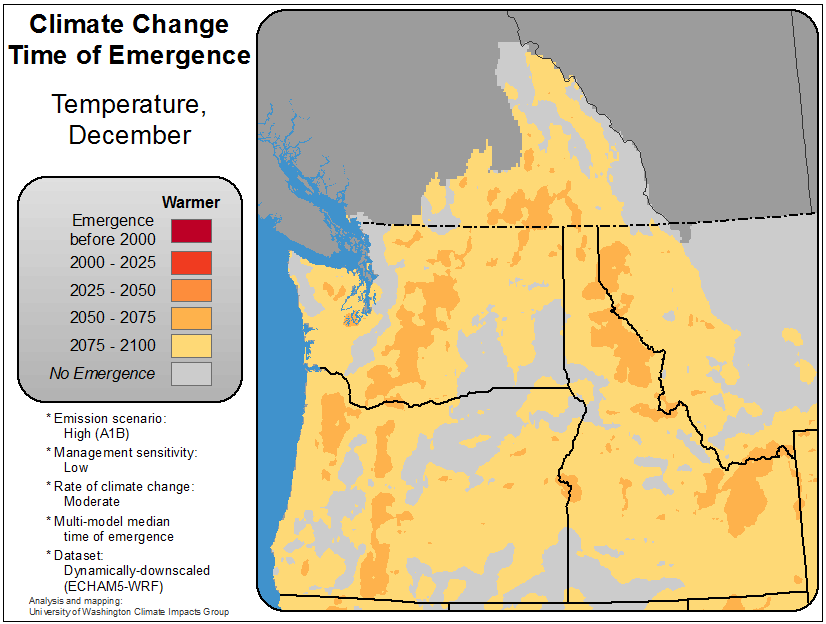 Climate Change
Time of Emergence
Temperature,
December
Warmer
Emergence
before 2000
2000 - 2025
2025 - 2050
2050 - 2075
2075 - 2100
No Emergence
* Emission scenario:
High (A1B)
* Management sensitivity:
Low
* Rate of climate change:
Moderate
* Multi-model median
time of emergence
* Dataset:
Dynamically-downscaled
(ECHAM5-WRF)
Analysis and mapping:
University of Washington Climate Impacts Group